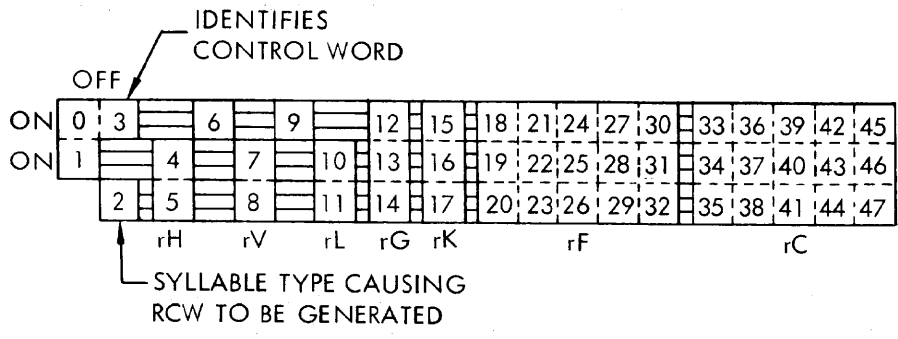 IDENTIFIES
CONTROL WORD
OFF
ON 0 3 6 9 12 15 18 21 24 27 30 33 36 39 42 45
ON 1 4 7 10 13 16 19 22 25 28 31 34 37 40 43 46
2 5 8 11 14 17 20 23 26 29 32 35 38 41 44 47
rH rV rL rG rK rF rC
SYLLABLE TYPE CAUSING
RCW TO BE GENERATED